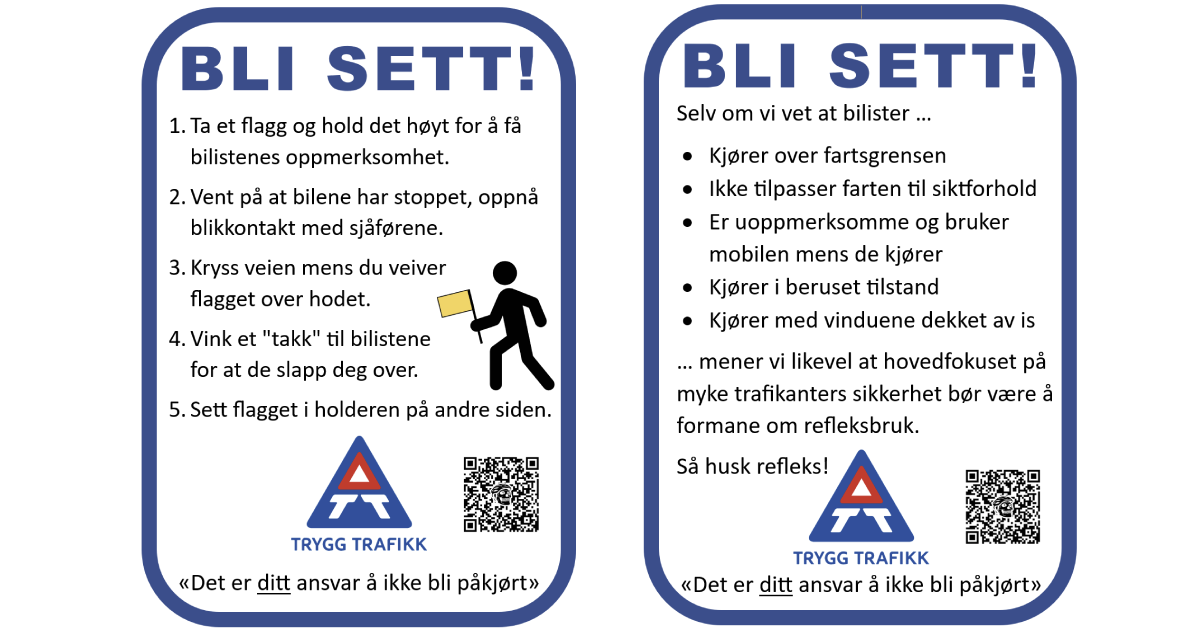 BLI SETT!
1. Ta et flagg og hold det høyt for å få
bilistenes oppmerksomhet.
2. Vent på at bilene har stoppet, oppnå
blikkontakt med sjåførene.
3. Kryss veien mens du veiver
flagget over hodet.
4. Vink et "takk" til bilistene
for at de slapp deg over.
5. Sett flagget i holderen på andre siden.
TRYGG TRAFIKK
«Det er ditt ansvar å ikke bli påkjørt»
BLI SETT!
Selv om vi vet at bilister ...
• Kjører over fartsgrensen
• Ikke tilpasser farten til siktforhold
• Er uoppmerksomme og bruker
mobilen mens de kjører
• Kjører i beruset tilstand
• Kjører med vinduene dekket av is
... mener vi likevel at hovedfokuset på
myke trafikanters sikkerhet bør være å
formane om refleksbruk.
Så husk refleks!
TRYGG TRAFIKK
«Det er ditt ansvar å ikke bli påkjørt»